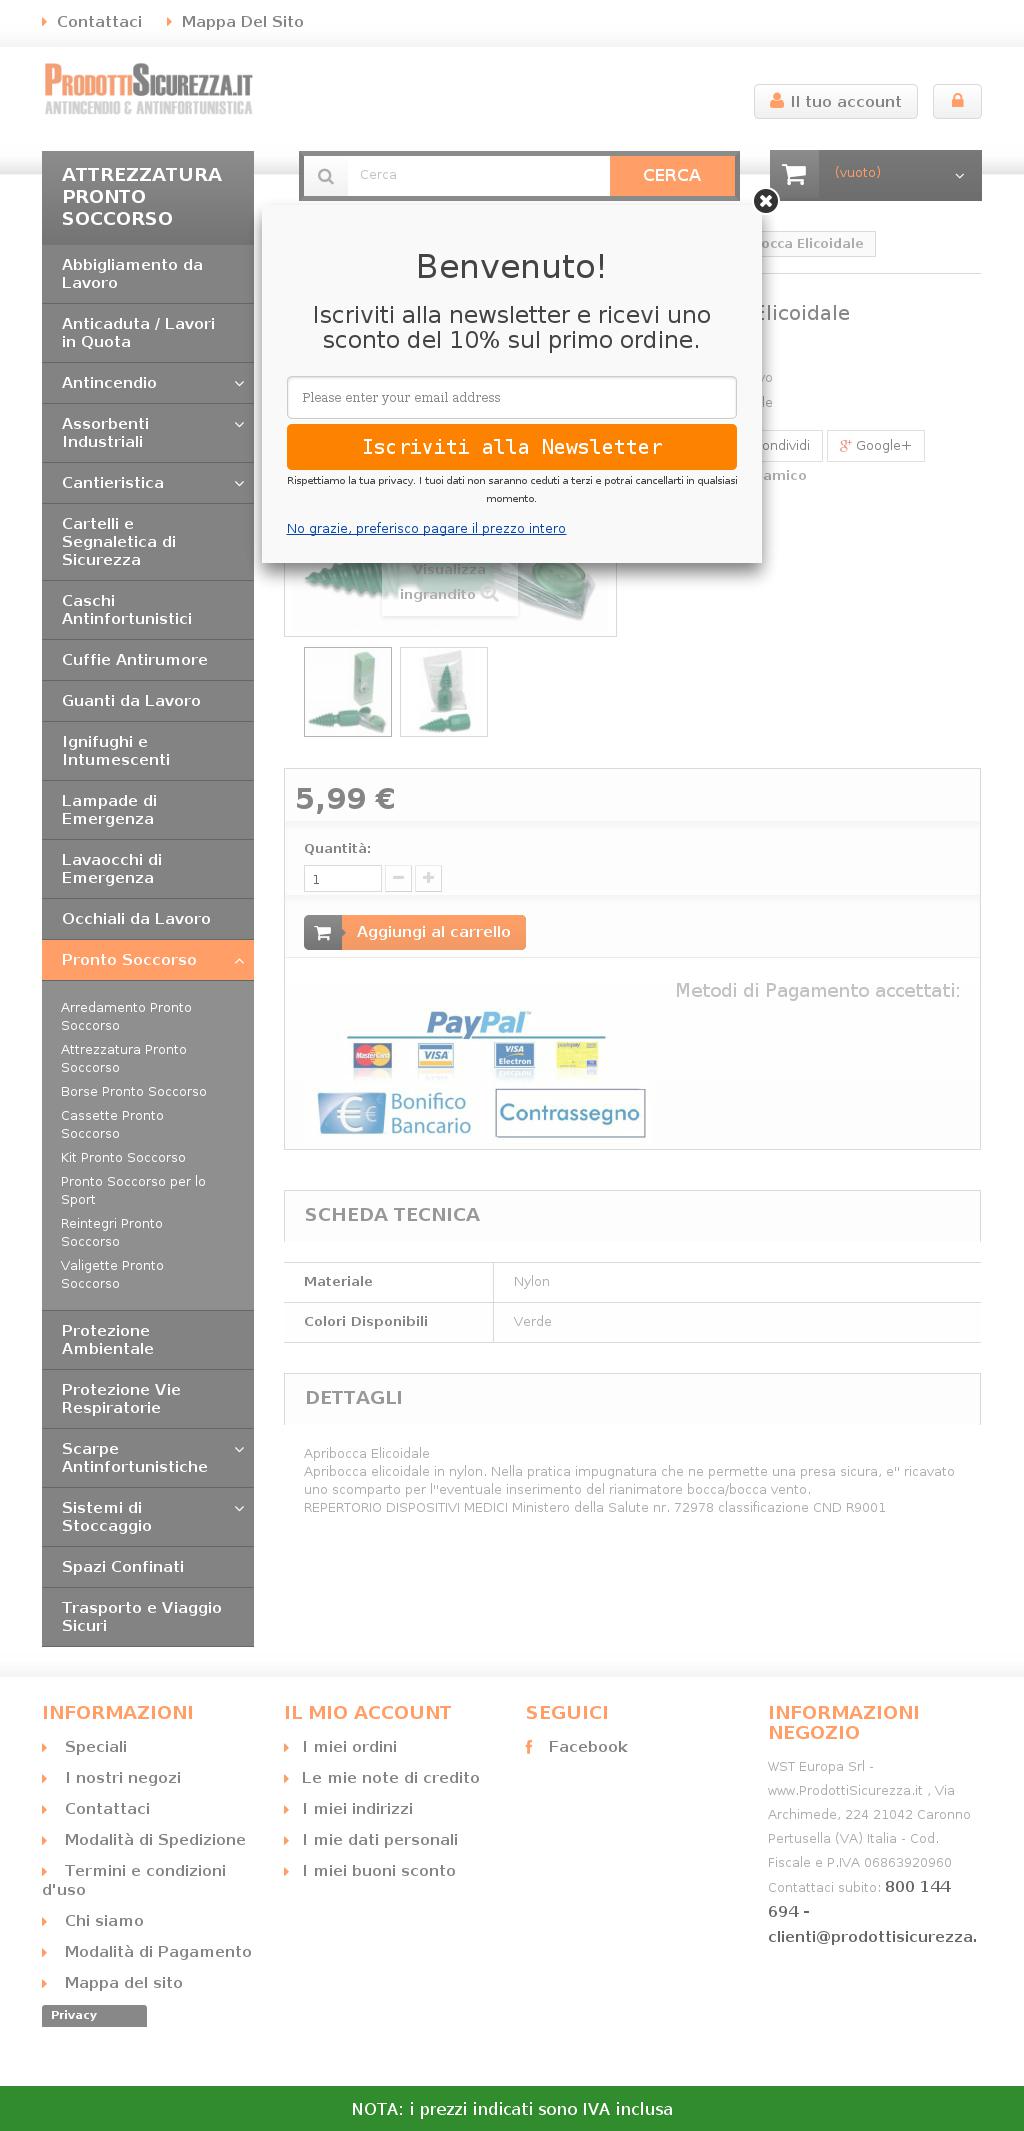 Contattaci
Mappa Del Sito
PRODOTTISICUREZZA.IT
ANTINCENDIO & ANTINFORTUNISTICA
Il tuo account
ATTREZZATURA
PRONTO
SOCCORSO
Cerca
CERCA
(vuoto)
Abbigliamento da
Lavoro
Anticaduta / Lavori
in Quota
Antincendio
Assorbenti
Industriali
Cantieristica
Cartelli e
Segnaletica di
Sicurezza
Caschi
Antinfortunistici
Cuffie Antirumore
Guanti da Lavoro
Ignifughi e
Intumescenti
Lampade di
Emergenza
Lavaocchi di
Emergenza
Occhiali da Lavoro
Pronto Soccorso
Arredamento Pronto
Soccorso
Attrezzatura Pronto
Soccorso
Borse Pronto Soccorso
Cassette Pronto
Soccorso
Kit Pronto Soccorso
Pronto Soccorso per lo
Sport
Reintegri Pronto
Soccorso
Valigette Pronto
Soccorso
Protezione
Ambientale
Protezione Vie
Respiratorie
Scarpe
Antinfortunistiche
Sistemi di
Stoccaggio
Spazi Confinati
Trasporto e Viaggio
Sicuri
Elicoidale
Elicoidale
Google+
Benvenuto!
Iscriviti alla newsletter e ricevi uno
sconto del 10% sul primo ordine.
Please enter your email address
Iscriviti alla Newsletter
Rispettiamo la tua privacy. I tuoi dati non saranno ceduti a terzi e potrai cancellarti in qualsiasi
momento.
No grazie, preferisco pagare il prezzo intero
Visualizza
ingrandito
5,99 €
Quantità:
1
Aggiungi al carrello
Metodi di Pagamento accettati:
PayPal
MasterCard
VISA
VISA
Electron
postepay
Bonifico
Bancario
Contrassegno
SCHEDA TECNICA
Materiale
Nylon
Colori Disponibili
Verde
DETTAGLI
Apribocca Elicoidale
Apribocca elicoidale in nylon. Nella pratica impugnatura che ne permette una presa sicura, e'' ricavato
uno scomparto per l''eventuale inserimento del rianimatore bocca/bocca vento.
REPERTORIO DISPOSITIVI MEDICI Ministero della Salute nr. 72978 classificazione CND R9001
INFORMAZIONI
Speciali
I nostri negozi
Contattaci
Modalità di Spedizione
Termini e condizioni
d'uso
Chi siamo
Modalità di Pagamento
Mappa del sito
Privacy
IL MIO ACCOUNT
I miei ordini
Le mie note di credito
I miei indirizzi
I mie dati personali
I miei buoni sconto
SEGUICI
Facebook
INFORMAZIONI
NEGOZIO
WST Europa Srl -
www.ProdottiSicurezza.it , Via
Archimede, 224 21042 Caronno
Pertusella (VA) Italia - Cod.
Fiscale e P.IVA 06863920960
Contattaci subito: 800 144
694 -
clienti@prodottisicurezza.
NOTA: i prezzi indicati sono IVA inclusa